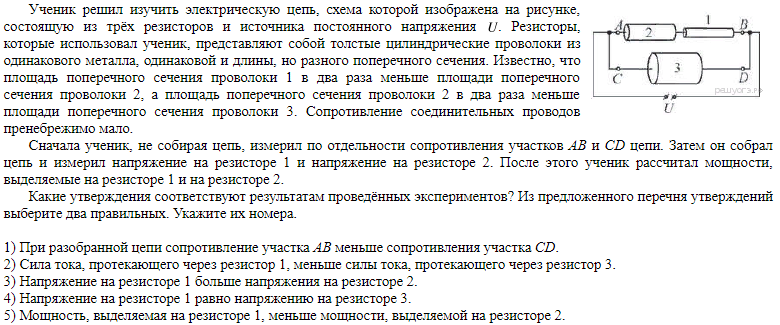 Ученик решил изучить электрическую цепь, схема которой изображена на рисунке,
состоящую из трёх резисторов и источника постоянного напряжения U. Резисторы,
которые использовал ученик, представляют собой толстые цилиндрические проволоки из
одинакового металла, одинаковой и длины, но разного поперечного сечения. Известно, что
площадь поперечного сечения проволоки 1 в два раза меньше площади поперечного
сечения проволоки 2, а площадь поперечного сечения проволоки 2 в два раза меньше
площади поперечного сечения проволоки 3. Сопротивление соединительных проводов
пренебрежимо мало.
A 2 1 B
C 3 D
U
решуогэ.рф
Сначала ученик, не собирая цепь, измерил по отдельности сопротивления участков AB и CD цепи. Затем он собрал
цепь и измерил напряжение на резисторе 1 и напряжение на резисторе 2. После этого ученик рассчитал мощности,
выделяемые на резисторе 1 и на резисторе 2.
Какие утверждения соответствуют результатам проведённых экспериментов? Из предложенного перечня утверждений
выберите два правильных. Укажите их номера.
1) При разобранной цепи сопротивление участка AB меньше сопротивления участка CD.
2) Сила тока, протекающего через резистор 1, меньше силы тока, протекающего через резистор 3.
3) Напряжение на резисторе 1 больше напряжения на резисторе 2.
4) Напряжение на резисторе 1 равно напряжению на резисторе 3.
5) Мощность, выделяемая на резисторе 1, меньше мощности, выделяемой на резисторе 2.